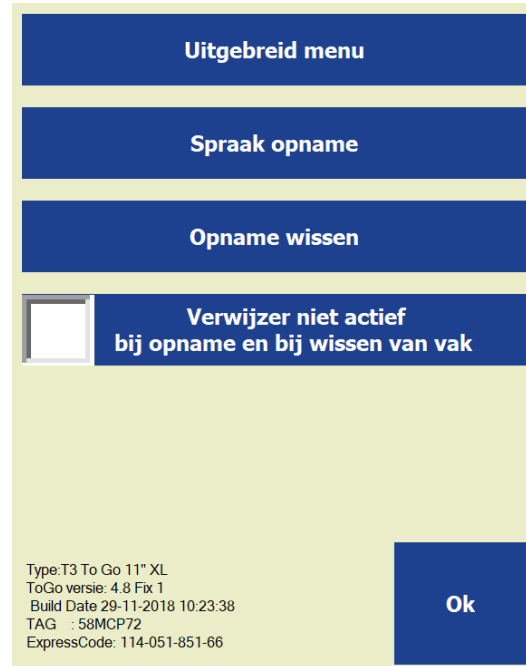 Uitgebreid menu
Spraak opname
Opname wissen
Verwijzer niet actief
bij opname en bij wissen van vak
Type:T3 To Go 11" XL
ToGo versie: 4.8 Fix 1
Build Date 29-11-2018 10:23:38
TAG : 58MCP72
ExpressCode: 114-051-851-66
Ok